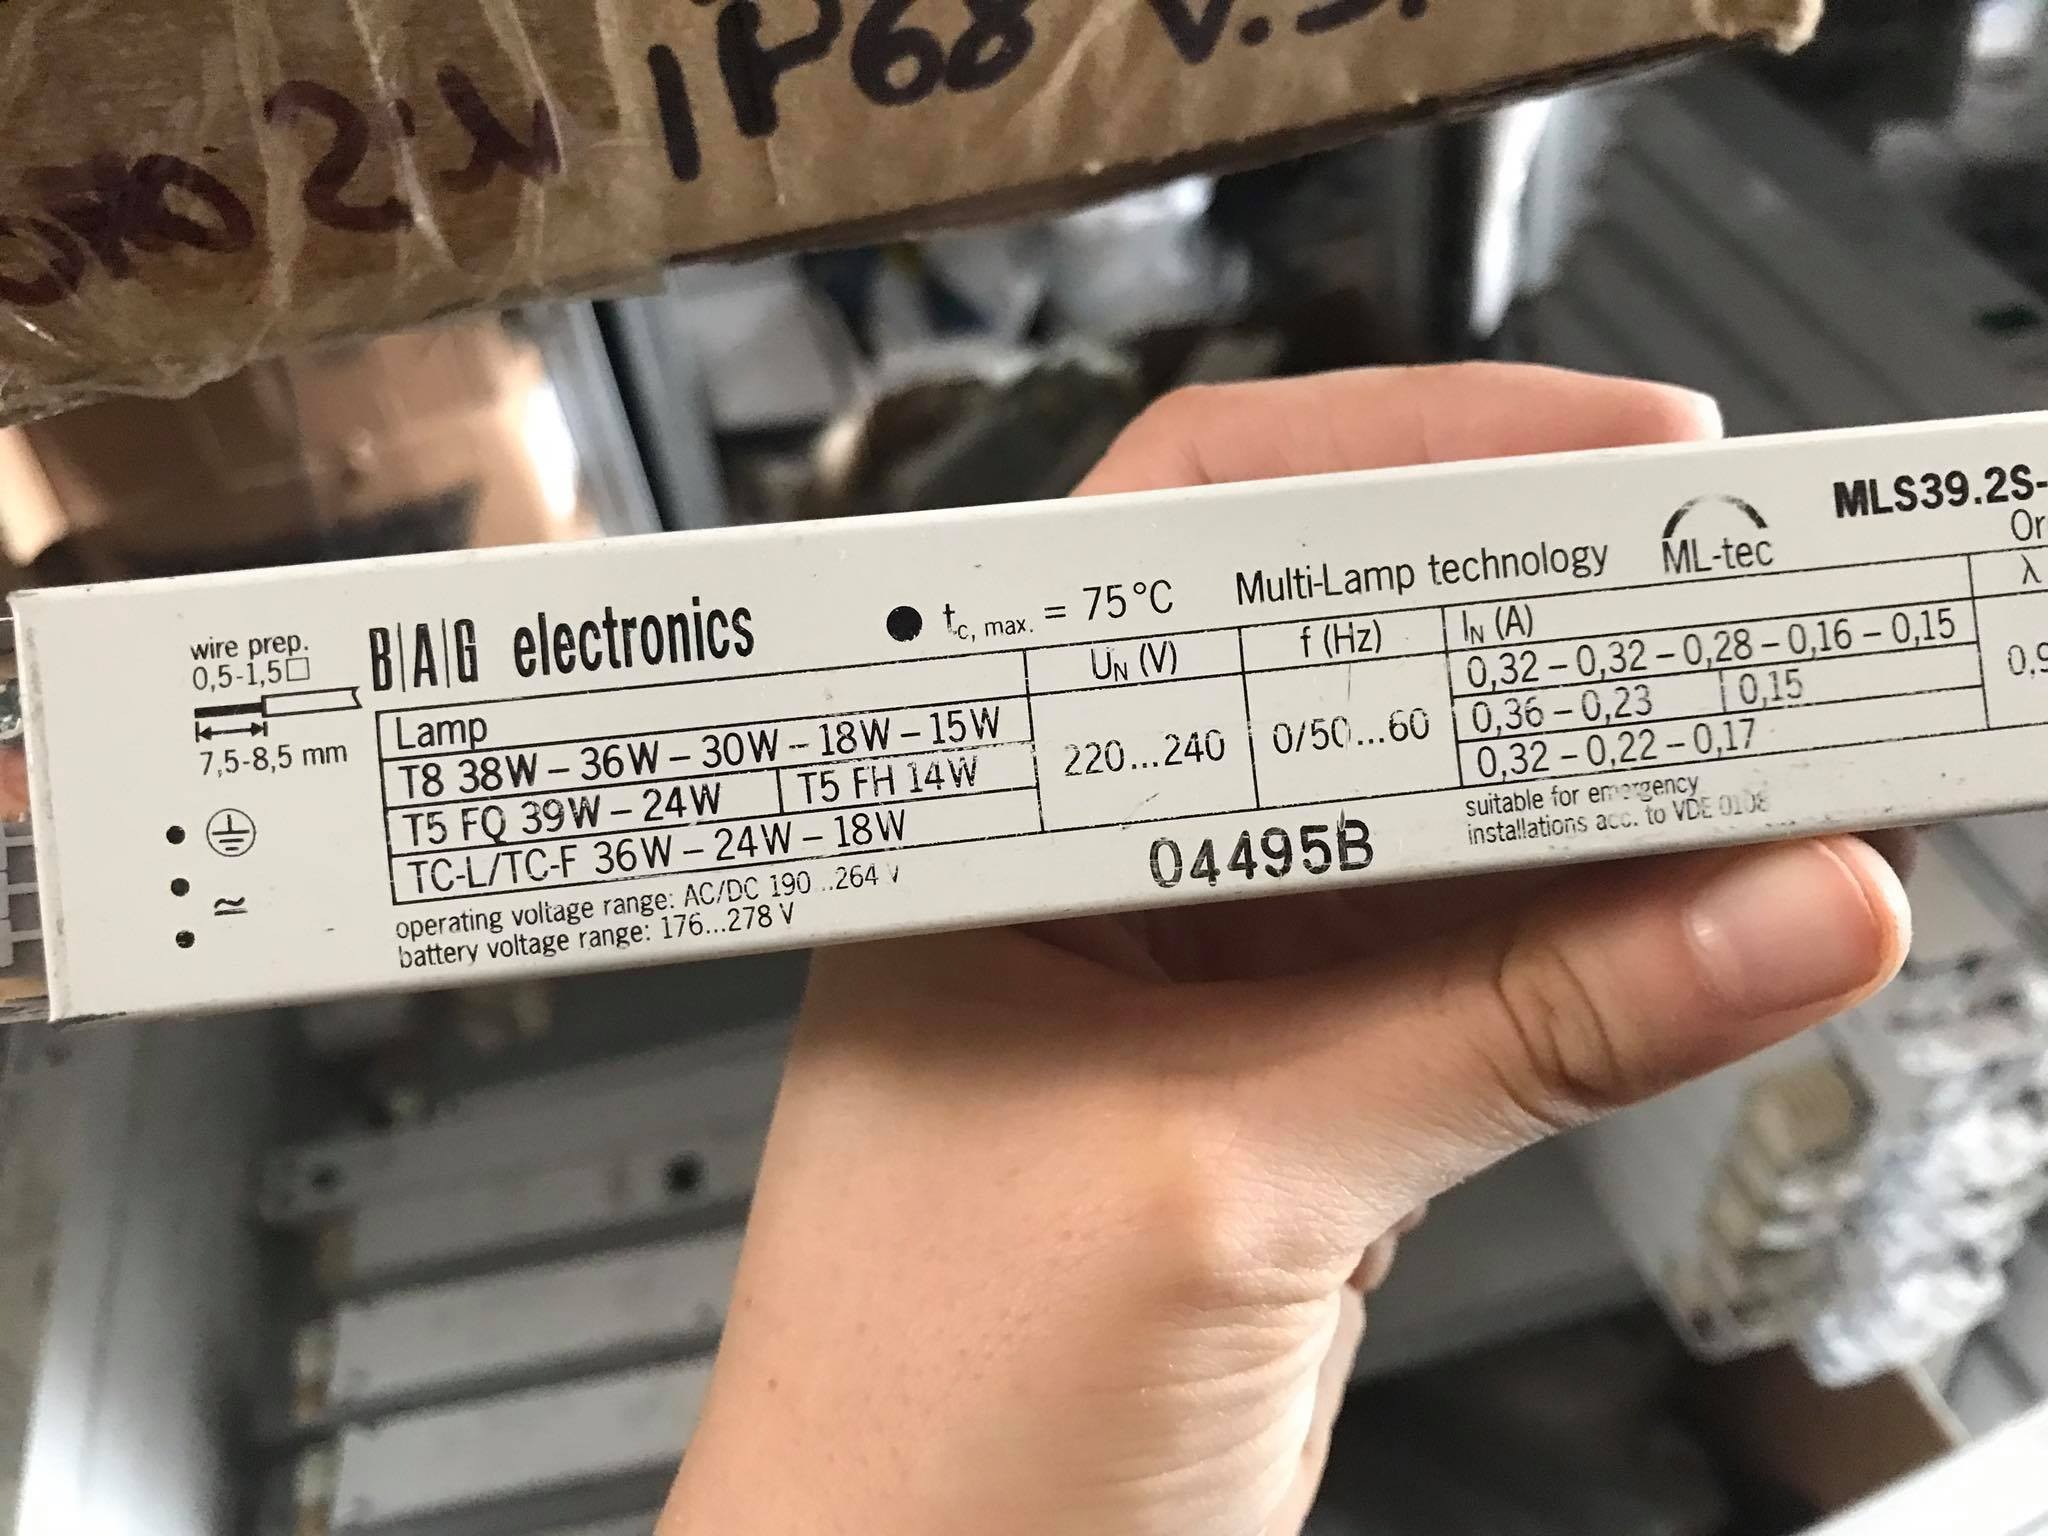 IP68 V.S.
wire prep.
0,5-1,5□
7,5-8,5 mm
B|A|G electronics
● tc, max. = 75°C
Multi-Lamp technology
ML-tec
MLS39.2S-
Or
Lamp
UN (V)
f (Hz)
IN (A)
λ
T8 38W – 36W – 30W – 18W – 15W
0,32 – 0,32 – 0,28 – 0,16 – 0,15
T5 FQ 39W – 24W
T5 FH 14W
220...240
0/50...60
0,36 – 0,23
0,15
0,9
TC-L/TC-F 36W – 24W – 18W
0,32 – 0,22 – 0,17
operating voltage range: AC/DC 190...264 V
battery voltage range: 176...278 V
04495B
suitable for emergency
installations acc. to VDE 0108